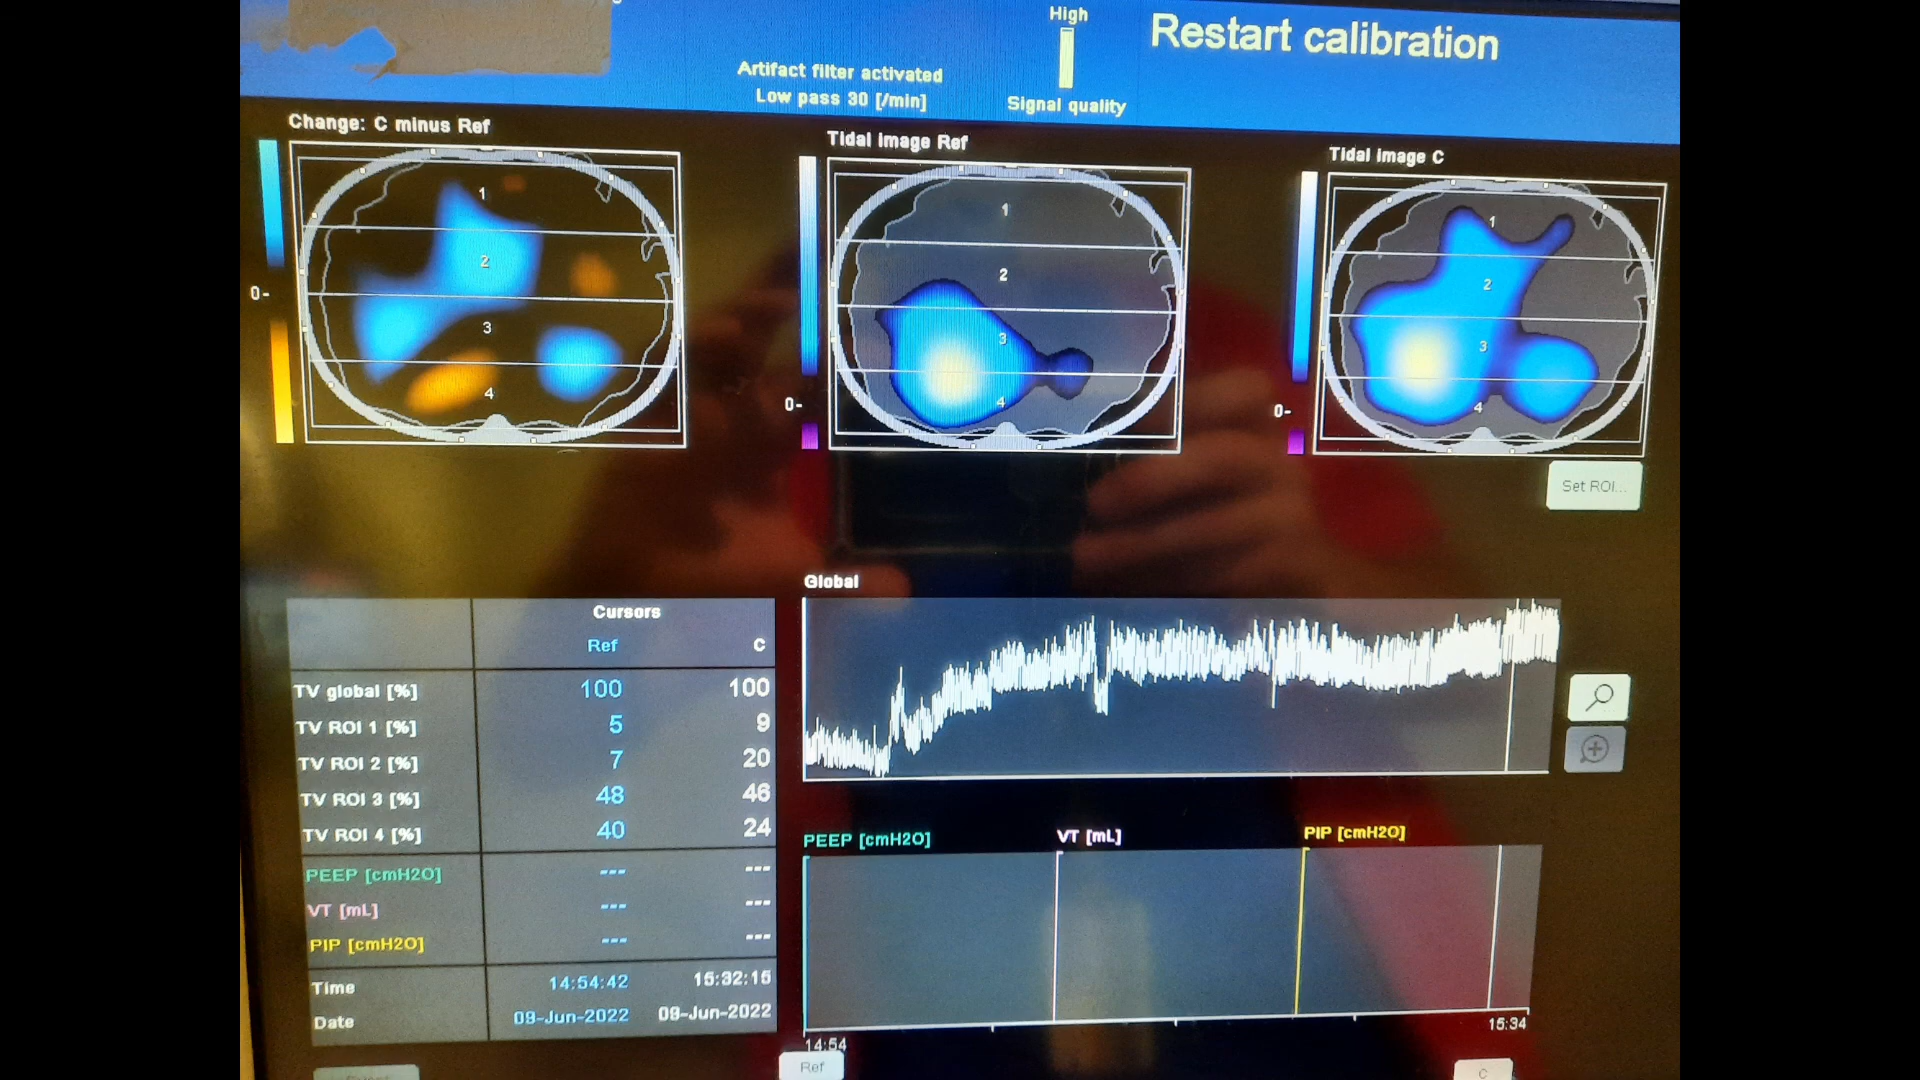 High
Restart calibration
Artifact filter activated
Low pass 30 [/min]
Signal quality
Change: C minus Ref
Tidal image Ref
Tidal image C
1
2
3
4
0-
1
2
3
4
0-
1
2
3
4
0-
Set ROI...
Global
Cursors
Ref C
TV global [%] 100 100
TV ROI 1 [%] 5 9
TV ROI 2 [%] 7 20
TV ROI 3 [%] 48 46
TV ROI 4 [%] 40 24
PEEP [cmH2O] --- ---
VT [mL] --- ---
PIP [cmH2O] --- ---
Time 14:54:42 15:32:15
Date 09-Jun-2022 09-Jun-2022
PEEP [cmH2O] VT [mL] PIP [cmH2O]
14:54 15:34
Ref C